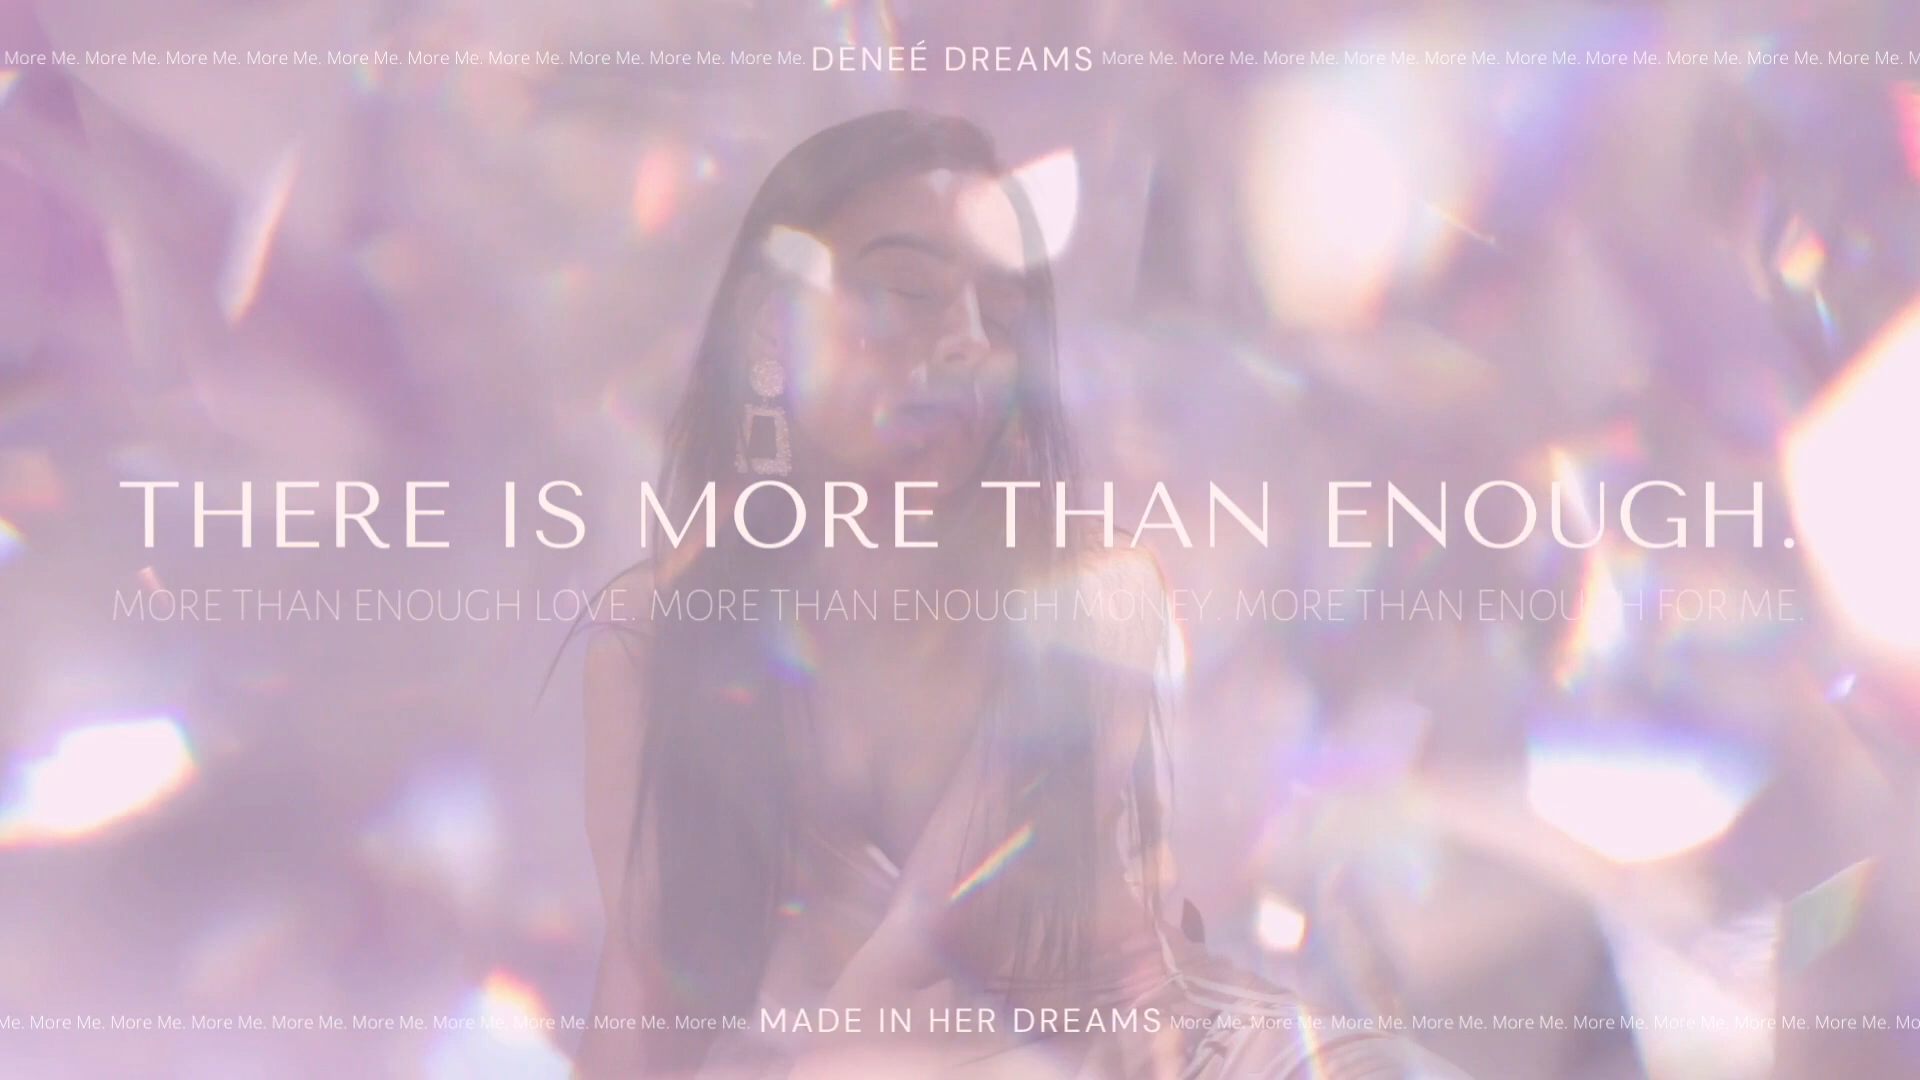 More Me. More Me. More Me. More Me. More Me. More Me. More Me. More Me. More Me. More Me. DENEÉ DREAMS More Me. More Me. More Me. More Me. More Me. More Me. More Me. More Me. More Me. More Me. M
THERE IS MORE THAN ENOUGH.
MORE THAN ENOUGH LOVE. MORE THAN ENOUGH MONEY. MORE THAN ENOUGH FOR ME.
Me. More Me. More Me. More Me. More Me. More Me. More Me. More Me. More Me. More Me. MADE IN HER DREAMS More Me. More Me. More Me. More Me. More Me. More Me. More Me. More Me. More Me. Mo